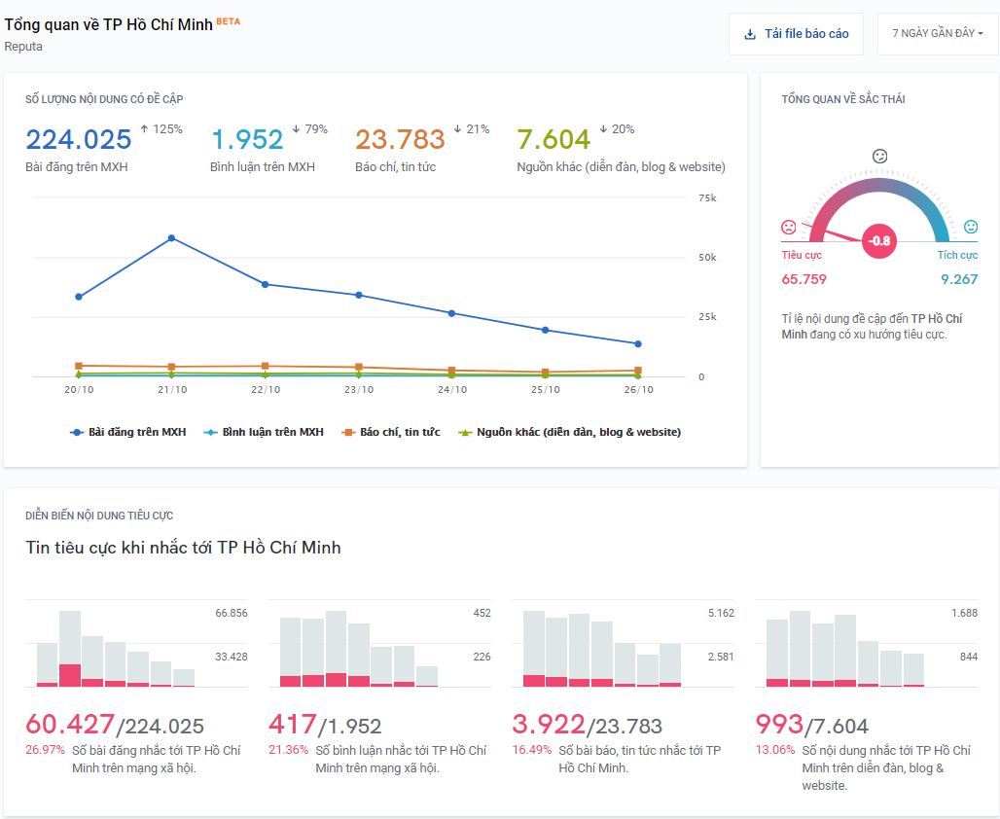 Tổng quan về TP Hồ Chí Minh BETA
Reputa
Tải file báo cáo
7 NGÀY GẦN ĐÂY
SỐ LƯỢNG NỘI DUNG CÓ ĐỀ CẬP
224.025 125%
Bài đăng trên MXH
1.952 79%
Bình luận trên MXH
23.783 21%
Báo chí, tin tức
7.604 20%
Nguồn khác (diễn đàn, blog & website)
75k
50k
25k
0
20/10 21/10 22/10 23/10 24/10 25/10 26/10
Bài đăng trên MXH Bình luận trên MXH Báo chí, tin tức Nguồn khác (diễn đàn, blog & website)
TỔNG QUAN VỀ SẮC THÁI
-0.8
Tiêu cực Tích cực
65.759 9.267
Tỉ lệ nội dung đề cập đến TP Hồ Chí
Minh đang có xu hướng tiêu cực.
DIỄN BIẾN NỘI DUNG TIÊU CỰC
Tin tiêu cực khi nhắc tới TP Hồ Chí Minh
66.856
33.428
60.427/224.025
26.97% Số bài đăng nhắc tới TP Hồ Chí
Minh trên mạng xã hội.
452
226
417/1.952
21.36% Số bình luận nhắc tới TP Hồ Chí
Minh trên mạng xã hội.
5.162
2.581
3.922/23.783
16.49% Số bài báo, tin tức nhắc tới TP
Hồ Chí Minh.
1.688
844
993/7.604
13.06% Số nội dung nhắc tới TP Hồ Chí
Minh trên diễn đàn, blog &
website.